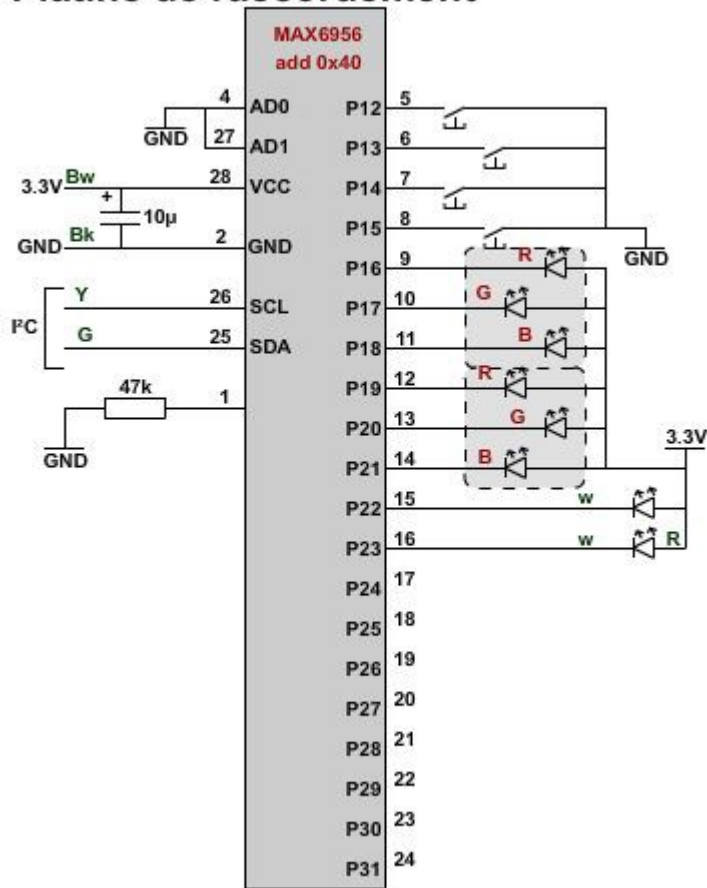 Platine de raccordement
MAX6956
add 0x40
4 AD0 P12 5
GND 27 AD1 P13 6
3.3V Bw 28 VCC P14 7
+ 10µ
P15 8
GND Bk 2 GND GND
P16 9 R
I²C Y 26 SCL P17 10 G
G 25 SDA P18 11 B
47k 1 P19 12 R
GND P20 13 G
3.3V
P21 14 B
P22 15 w
P23 16 w R
P24 17
P25 18
P26 19
P27 20
P28 21
P29 22
P30 23
P31 24